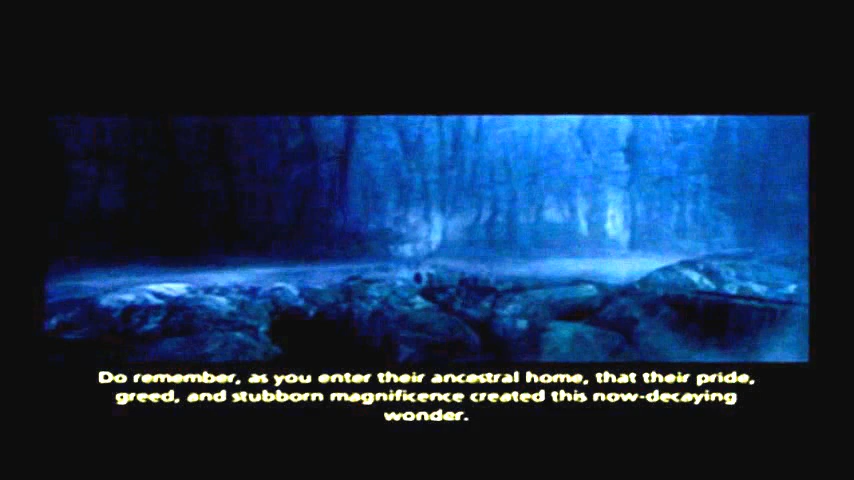 Do remember, as you enter their ancestral home, that their pride,
greed, and stubborn magnificence created this now-decaying
wonder.